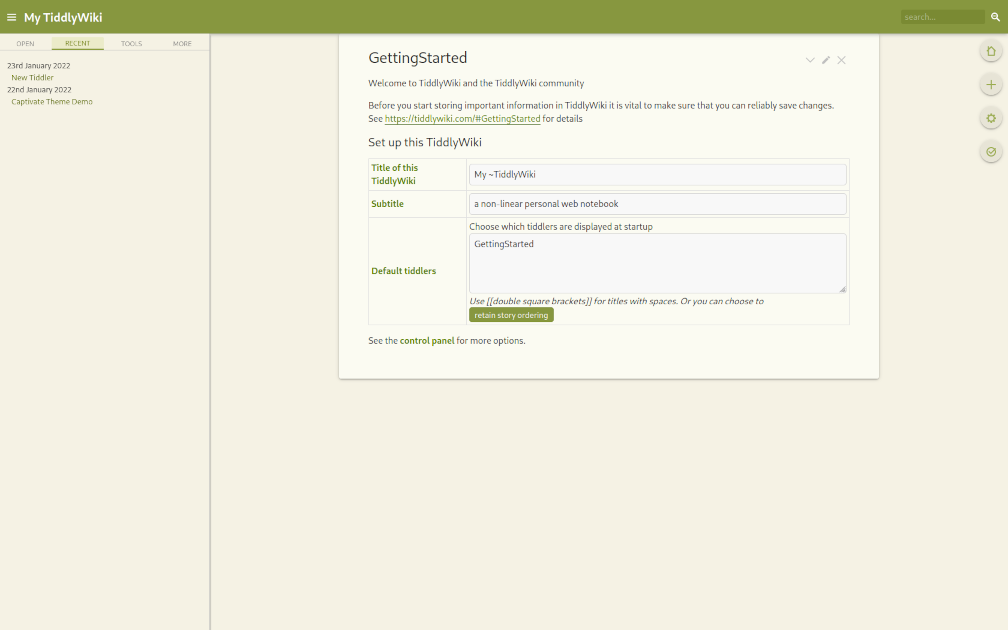 My TiddlyWiki
search...
OPEN
RECENT
TOOLS
MORE
23rd January 2022
New Tiddler
22nd January 2022
Captivate Theme Demo
GettingStarted
Welcome to TiddlyWiki and the TiddlyWiki community
Before you start storing important information in TiddlyWiki it is vital to make sure that you can reliably save changes.
See https://tiddlywiki.com/#GettingStarted for details
Set up this TiddlyWiki
Title of this
TiddlyWiki
My ~TiddlyWiki
Subtitle
a non-linear personal web notebook
Default tiddlers
Choose which tiddlers are displayed at startup
GettingStarted
Use [[double square brackets]] for titles with spaces. Or you can choose to
retain story ordering
See the control panel for more options.